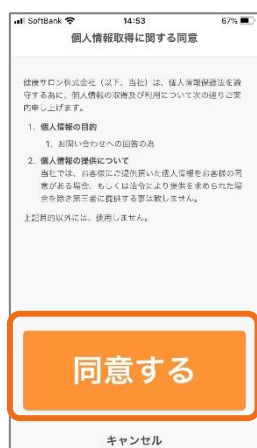 SoftBank 14:53 67%
個人情報取得に関する同意
健康サロン株式会社（以下、当社）は、個人情報保護法を遵
守する為に、個人情報の取得及び利用について次の通りご案
内申し上げます。
1. 個人情報の目的
1. お問い合わせへの回答の為
2. 個人情報の提供について
当社では、お客様にご提供頂いた個人情報をお客様の同
意がある場合、もしくは法令により提供を求められた場
合を除き第三者に提供する事は致しません。
上記目的以外には、使用しません。
同意する
キャンセル